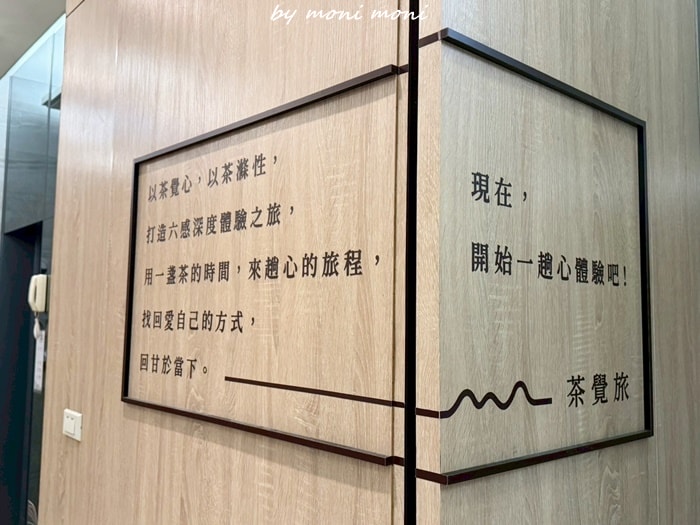 by moni moni
以茶覺心，以茶滌性，
打造六感深度體驗之旅，
用一盞茶的時間，來趟心的旅程，
找回愛自己的方式，
回甘於當下。
現在，
開始一趟心體驗吧！
茶覺旅